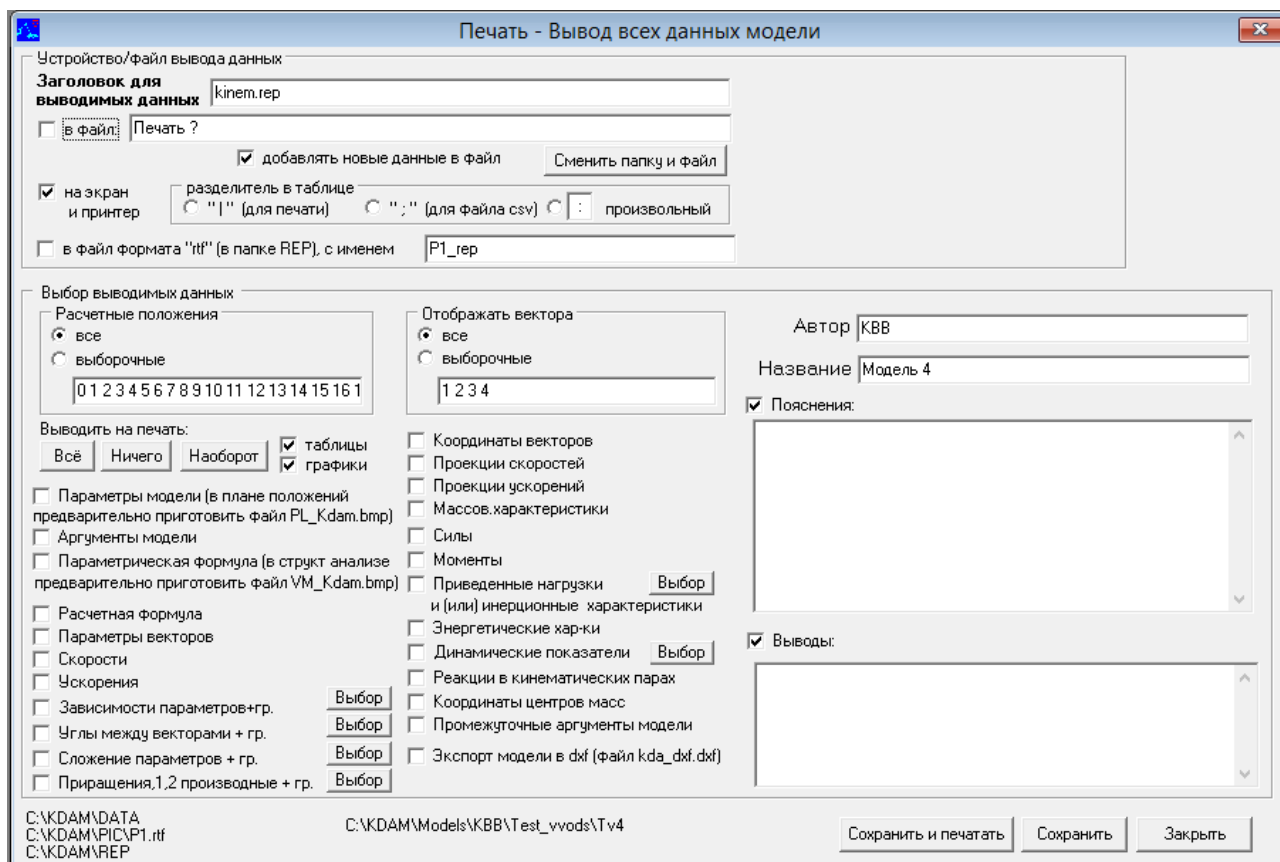 Печать - Вывод всех данных модели
Устройство/файл вывода данных
Заголовок для
выводимых данных
kinem.rep
в файл:
Печать ?
добавлять новые данные в файл
Сменить папку и файл
на экран
и принтер
разделитель в таблице
"|" (для печати)
";" (для файла csv)
:
произвольный
в файл формата "rtf" (в папке REP), с именем
P1_rep
Выбор выводимых данных
Расчетные положения
все
выборочные
0 1 2 3 4 5 6 7 8 9 10 11 12 13 14 15 16 1
Отображать вектора
все
выборочные
1 2 3 4
Автор
KBB
Название
Модель 4
Пояснения:
Выводить на печать:
Всё
Ничего
Наоборот
таблицы
графики
Параметры модели (в плане положений
предварительно приготовить файл PL_Kdam.bmp)
Аргументы модели
Параметрическая формула (в структ анализе
предварительно приготовить файл VM_Kdam.bmp)
Расчетная формула
Параметры векторов
Скорости
Ускорения
Зависимости параметров+гр.
Выбор
Углы между векторами + гр.
Выбор
Сложение параметров + гр.
Выбор
Приращения,1,2 производные + гр.
Выбор
Координаты векторов
Проекции скоростей
Проекции ускорений
Массов.характеристики
Силы
Моменты
Приведенные нагрузки
Выбор
и (или) инерционные характеристики
Энергетические хар-ки
Динамические показатели
Выбор
Реакции в кинематических парах
Координаты центров масс
Промежуточные аргументы модели
Экспорт модели в dxf (файл kda_dxf.dxf)
Выводы:
C:\KDAM\DATA
C:\KDAM\PIC\P1.rtf
C:\KDAM\REP
C:\KDAM\Models\KBB\Test_vvods\Tv4
Сохранить и печатать
Сохранить
Закрыть